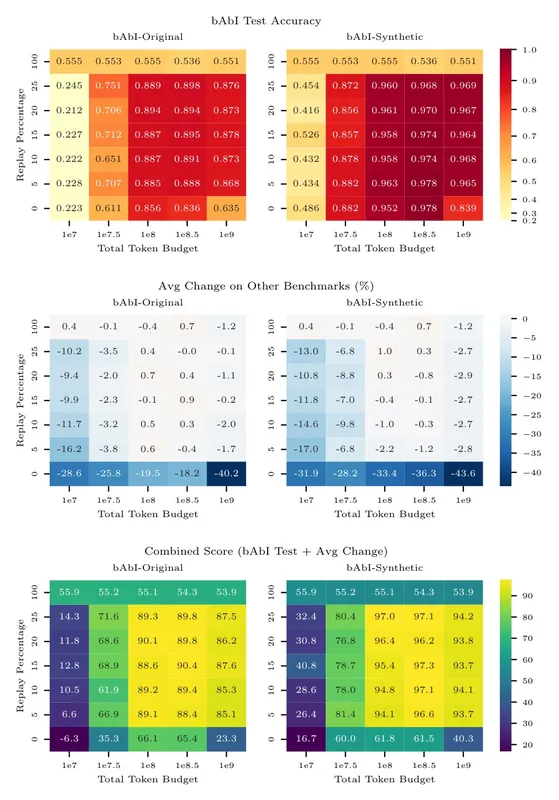 bAbI Test Accuracy
bAbI-Original bAbI-Synthetic
100 0.555 0.553 0.555 0.536 0.551 100 0.555 0.553 0.555 0.536 0.551 1.0
25 0.245 0.751 0.889 0.898 0.876 25 0.454 0.872 0.960 0.968 0.969 0.9
20 0.212 0.706 0.894 0.894 0.873 20 0.416 0.856 0.961 0.970 0.967 0.8
15 0.227 0.712 0.887 0.895 0.878 15 0.526 0.857 0.958 0.974 0.964 0.7
10 0.222 0.651 0.887 0.891 0.873 10 0.432 0.878 0.958 0.974 0.968 0.6
5 0.228 0.707 0.885 0.888 0.868 5 0.434 0.882 0.963 0.978 0.965 0.5
0 0.223 0.611 0.856 0.836 0.635 0 0.486 0.882 0.952 0.978 0.839 0.4
0.3
0.2
Replay Percentage
1e7 1e7.5 1e8 1e8.5 1e9 1e7 1e7.5 1e8 1e8.5 1e9
Total Token Budget Total Token Budget
Avg Change on Other Benchmarks (%)
bAbI-Original bAbI-Synthetic
100 0.4 -0.1 -0.4 0.7 -1.2 100 0.4 -0.1 -0.4 0.7 -1.2 0
25 -10.2 -3.5 0.4 -0.0 -0.1 25 -13.0 -6.8 1.0 0.3 -2.7 −5
20 -9.4 -2.0 0.7 0.4 -1.1 20 -10.8 -8.8 0.3 -0.8 -2.9 −10
15 -9.9 -2.3 -0.1 0.9 -0.2 15 -11.8 -7.0 -0.4 -0.1 -2.7 −15
10 -11.7 -3.2 0.5 0.3 -2.0 10 -14.6 -9.8 -1.0 -0.3 -2.7 −20
5 -16.2 -3.8 0.6 -0.4 -1.7 5 -17.0 -6.8 -2.2 -1.2 -2.8 −25
0 -28.6 -25.8 -19.5 -18.2 -40.2 0 -31.9 -28.2 -33.4 -36.3 -43.6 −30
−35
−40
Replay Percentage
1e7 1e7.5 1e8 1e8.5 1e9 1e7 1e7.5 1e8 1e8.5 1e9
Total Token Budget Total Token Budget
Combined Score (bAbI Test + Avg Change)
bAbI-Original bAbI-Synthetic
100 55.9 55.2 55.1 54.3 53.9 100 55.9 55.2 55.1 54.3 53.9 90
25 14.3 71.6 89.3 89.8 87.5 25 32.4 80.4 97.0 97.1 94.2 80
20 11.8 68.6 90.1 89.8 86.2 20 30.8 76.8 96.4 96.2 93.8 70
15 12.8 68.9 88.6 90.4 87.6 15 40.8 78.7 95.4 97.3 93.7 60
10 10.5 61.9 89.2 89.4 85.3 10 28.6 78.0 94.8 97.1 94.1 50
5 6.6 66.9 89.1 88.4 85.1 5 26.4 81.4 94.1 96.6 93.7 40
0 -6.3 35.3 66.1 65.4 23.3 0 16.7 60.0 61.8 61.5 40.3 30
20
Replay Percentage
1e7 1e7.5 1e8 1e8.5 1e9 1e7 1e7.5 1e8 1e8.5 1e9
Total Token Budget Total Token Budget